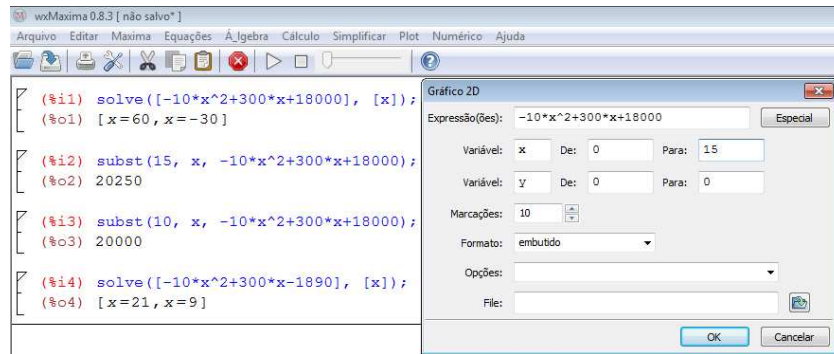 wxMaxima 0.8.3 [ não salvo* ]
Arquivo Editar Maxima Equações Á_lgebra Cálculo Simplificar Plot Numérico Ajuda
(%i1) solve([-10*x^2+300*x+18000], [x]);
(%o1) [x=60,x=-30]
(%i2) subst(15, x, -10*x^2+300*x+18000);
(%o2) 20250
(%i3) subst(10, x, -10*x^2+300*x+18000);
(%o3) 20000
(%i4) solve([-10*x^2+300*x-1890], [x]);
(%o4) [x=21,x=9]
Gráfico 2D
Expressão(ões): -10*x^2+300*x+18000 Especial
Variável: x De: 0 Para: 15
Variável: y De: 0 Para: 0
Marcações: 10
Formato: embutido
Opções:
File:
OK Cancelar